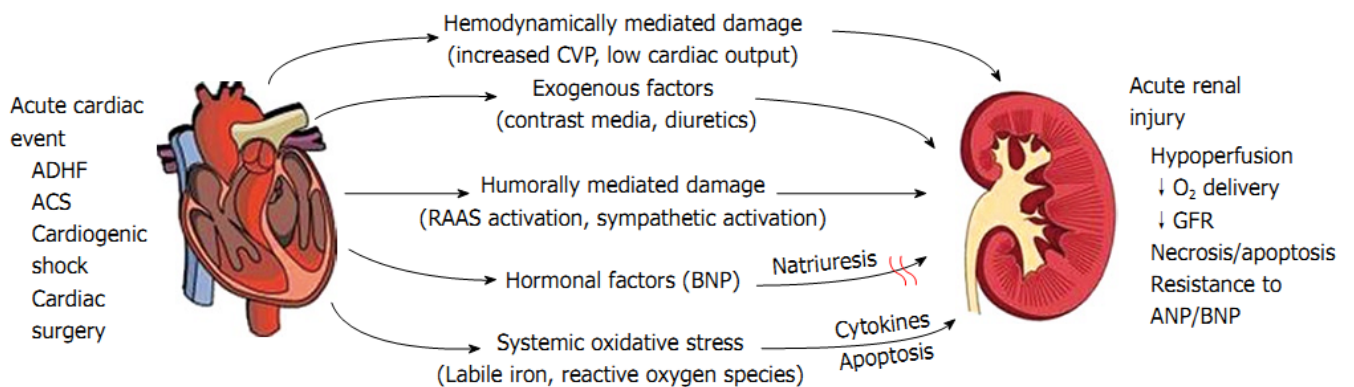 Acute cardiac
event
ADHF
ACS
Cardiogenic
shock
Cardiac
surgery
Hemodynamically mediated damage
(increased CVP, low cardiac output)
Exogenous factors
(contrast media, diuretics)
Humorally mediated damage
(RAAS activation, sympathetic activation)
Hormonal factors (BNP)
Natriuresis
Systemic oxidative stress
(Labile iron, reactive oxygen species)
Cytokines
Apoptosis
Acute renal
injury
Hypoperfusion
↓ O₂ delivery
↓ GFR
Necrosis/apoptosis
Resistance to
ANP/BNP